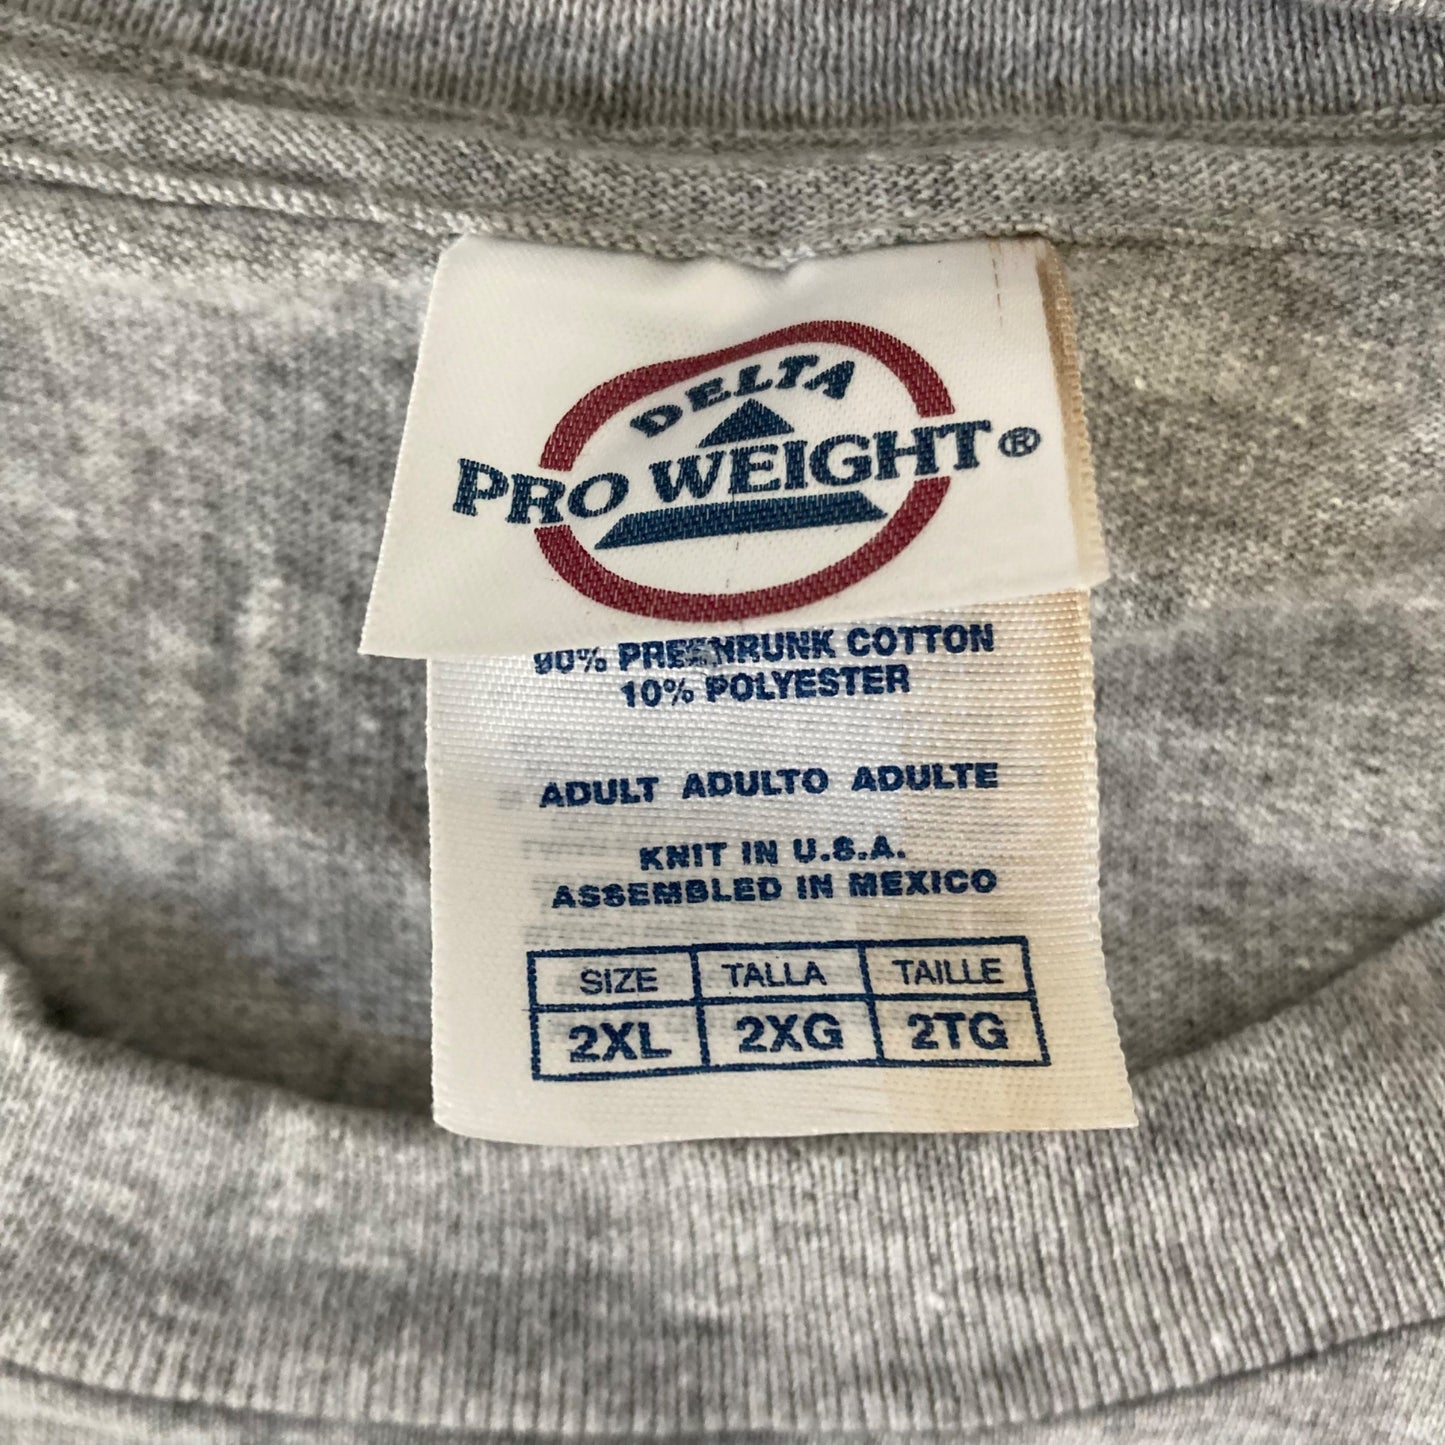 DELTA
PRO WEIGHT®
90% PRESHRUNK COTTON
10% POLYESTER
ADULT ADULTO ADULTE
KNIT IN U.S.A.
ASSEMBLED IN MEXICO
SIZE TALLA TAILLE
2XL 2XG 2TG